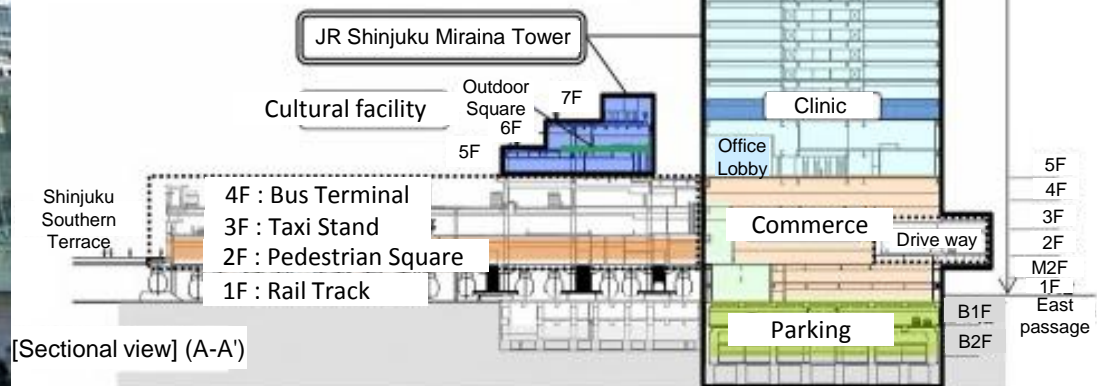 JR Shinjuku Miraina Tower
Cultural facility
Outdoor
Square
7F
6F
5F
Clinic
Office
Lobby
Shinjuku
Southern
Terrace
4F : Bus Terminal
3F : Taxi Stand
2F : Pedestrian Square
1F : Rail Track
Commerce
Drive way
Parking
5F
4F
3F
2F
M2F
1F
East
passage
B1F
B2F
[Sectional view] (A-A')